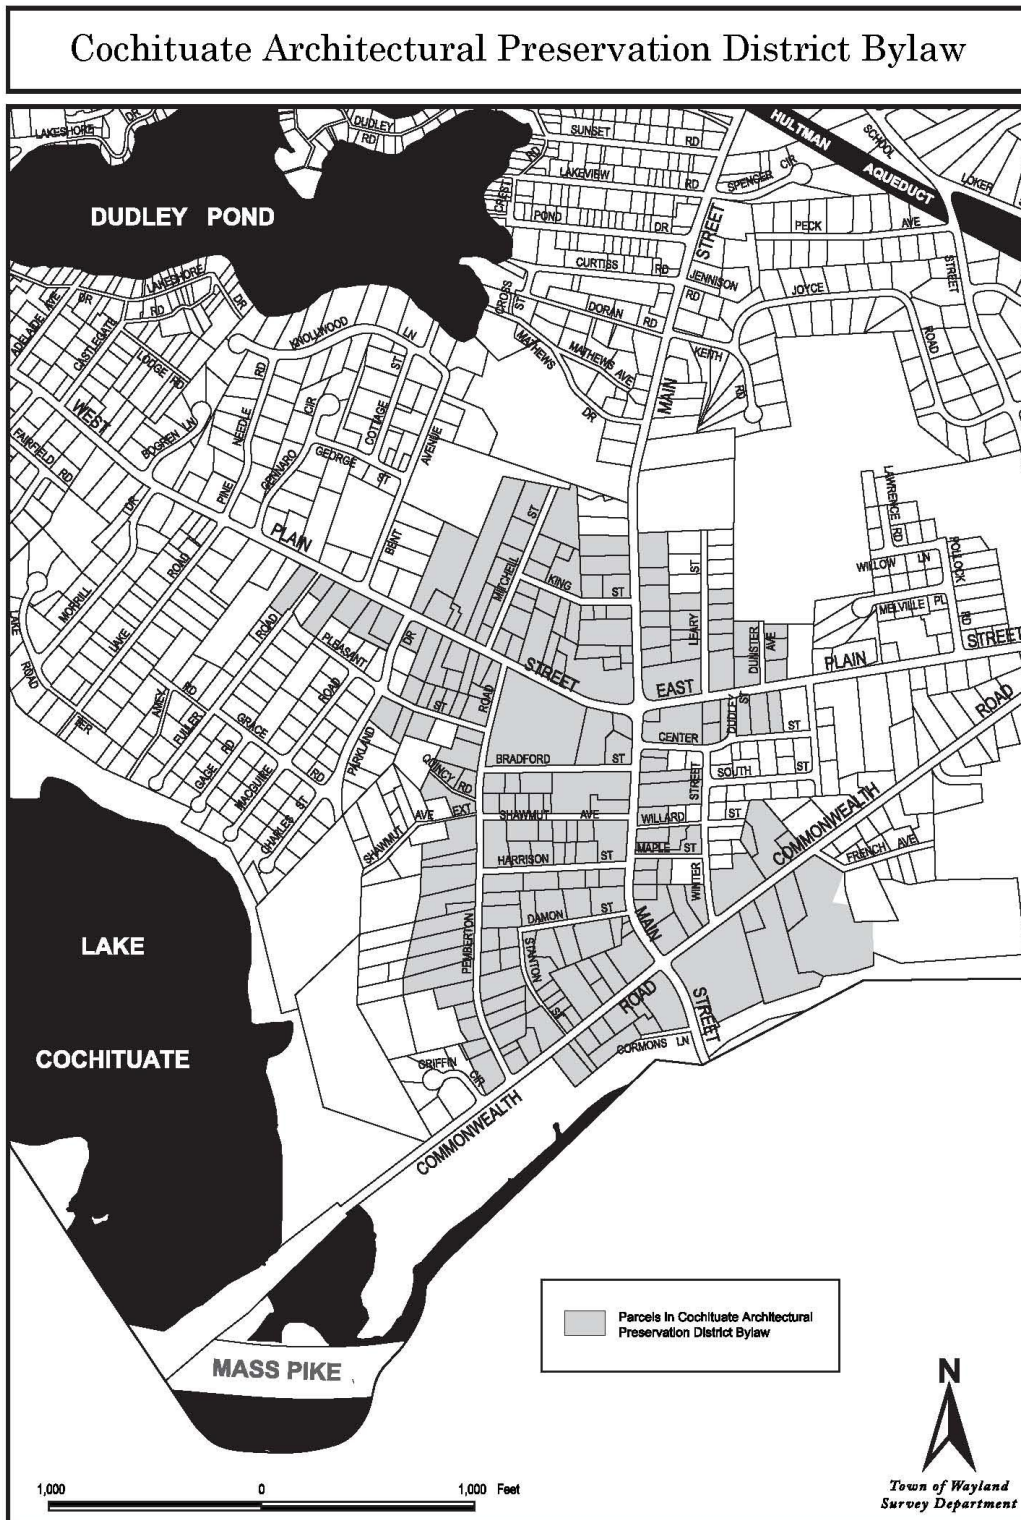 Cochituate Architectural Preservation District Bylaw
LAKESHORE
DR
DUDLEY
RD
SUNSET
RD
HULTMAN
AQUEDUCT
SCHOOL
STREET
LOKER
LAKEVIEW
RD
SPENCER
CIR
CREST
RD
POND
DR
PECK
AVE
DUDLEY POND
CURTISS
RD
JENNISON
RD
STREET
JOYCE
ROAD
LAKESHORE
DR
ADELAIDE AVE
DR
CASTLEGATE
RD
LODGE RD
CROSS
ST
DORAN
RD
MATHEWS
DR
MATHEWS AVE
KEITH
RD
MAIN
KNOLLWOOD
LN
NEEDLE
RD
PINE
COTTAGE
ST
GENNARO
CIR
GEORGE
ST
BENT
AVENUE
WEST
PLAIN
STREET
BOGREN LN
FAIRFIELD
RD
MORRILL
DR
LAKE
ROAD
LAKE
ROAD
TIER
LAWRENCE
RD
WILLOW
LN
MELVILLE
PL
POLLOCK
RD
MITCHELL
ST
KING
ST
LEARY
ST
DUNSTER
AVE
EAST
PLAIN
STREET
ROAD
PLEASANT
ST
DR
ROAD
PARKLAND
AMEY
RD
FULLER
GRACE
ROAD
GAGE
RD
MACGUIRE
RD
CHARLES
ST
QUINCY
RD
BRADFORD
ST
CENTER
ST
DUDLEY
ST
SOUTH
ST
STREET
SHAWMUT
AVE
EXT
SHAWMUT
AVE
WILLARD
ST
HARRISON
ST
MAPLE
ST
WINTER
COMMONWEALTH
ROAD
FRENCH
AVE
PEMBERTON
DAMON
ST
STANTON
ST
MAIN
STREET
ROAD
CORMONS
LN
GRIFFIN
CIR
COMMONWEALTH
LAKE
COCHITUATE
MASS PIKE
Parcels in Cochituate Architectural
Preservation District Bylaw
N
Town of Wayland
Survey Department
1,000
0
1,000 Feet